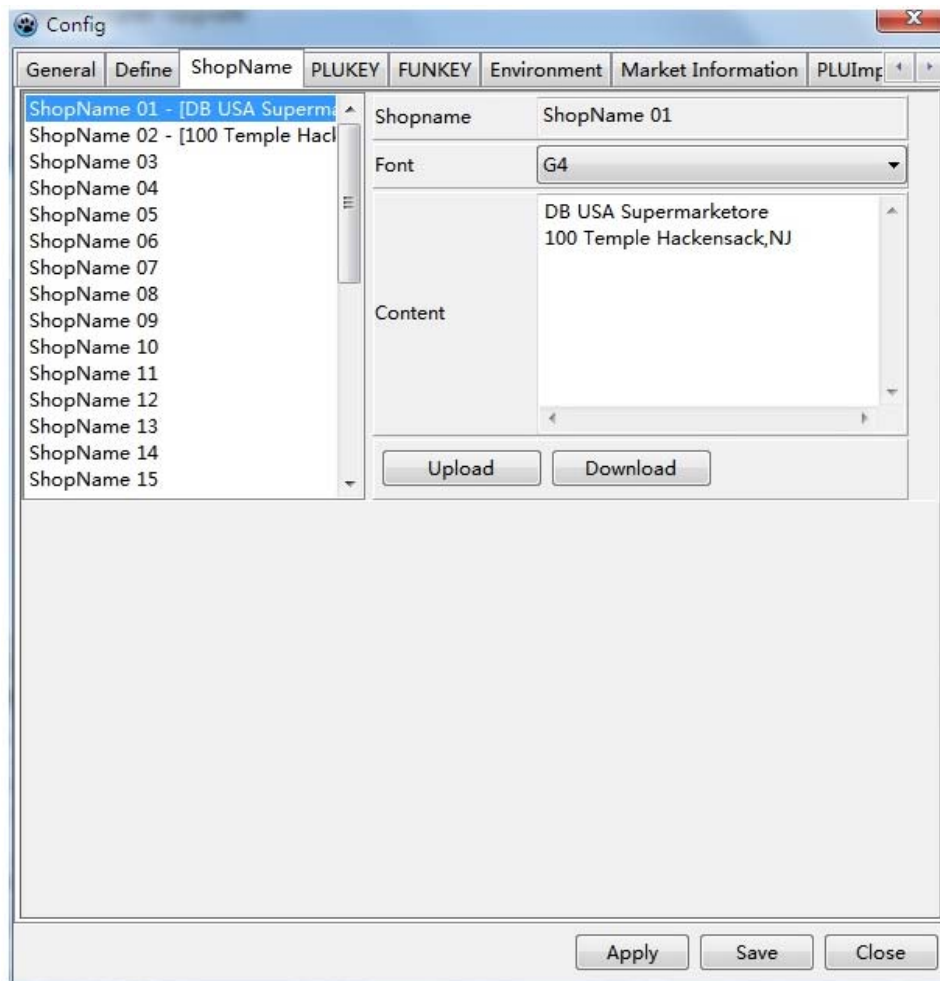 Config
General Define ShopName PLUKEY FUNKEY Environment Market Information PLUImp
ShopName 01 - [DB USA Superma
ShopName 02 - [100 Temple Hack
ShopName 03
ShopName 04
ShopName 05
ShopName 06
ShopName 07
ShopName 08
ShopName 09
ShopName 10
ShopName 11
ShopName 12
ShopName 13
ShopName 14
ShopName 15
Shopname ShopName 01
Font G4
Content
DB USA Supermarketore
100 Temple Hackensack,NJ
Upload Download
Apply Save Close